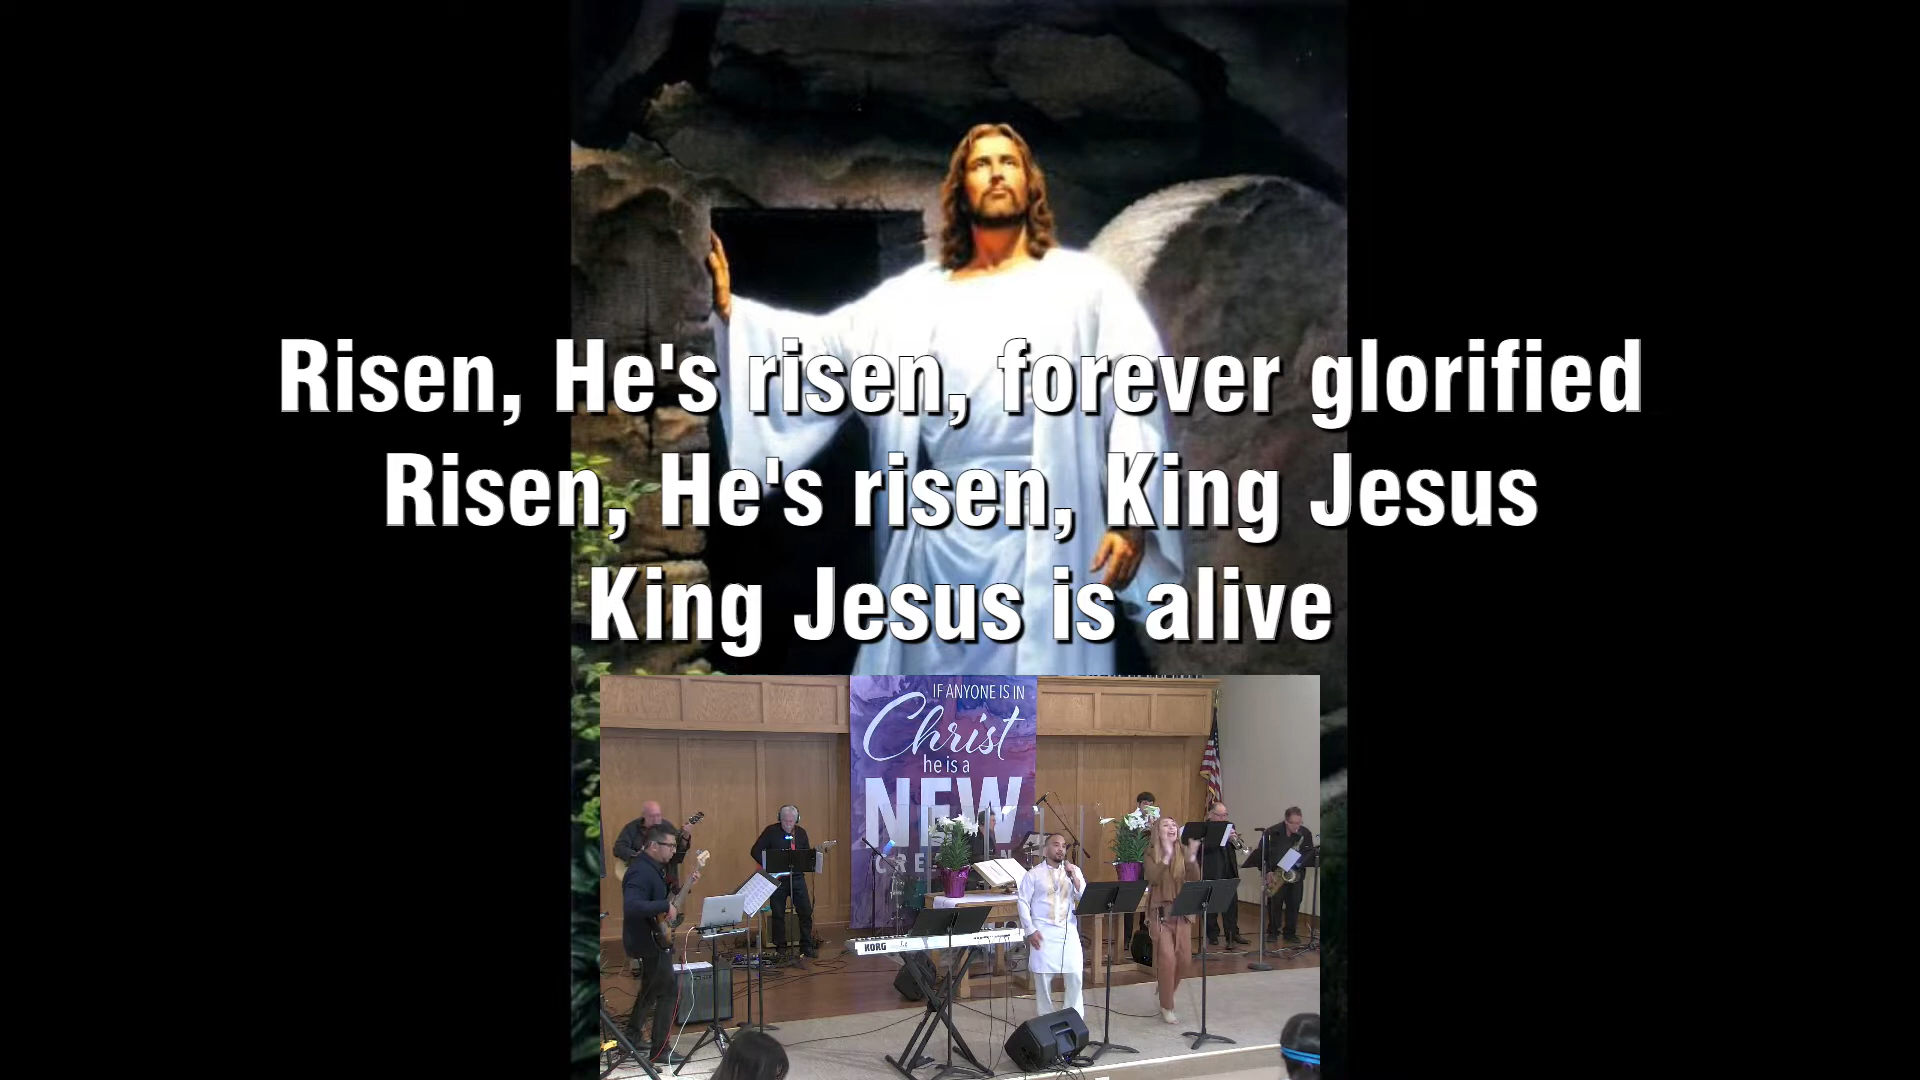 Risen, He's risen, forever glorified
Risen, He's risen, King Jesus
King Jesus is alive
IF ANYONE IS IN
Christ
he is a
NEW
KORG